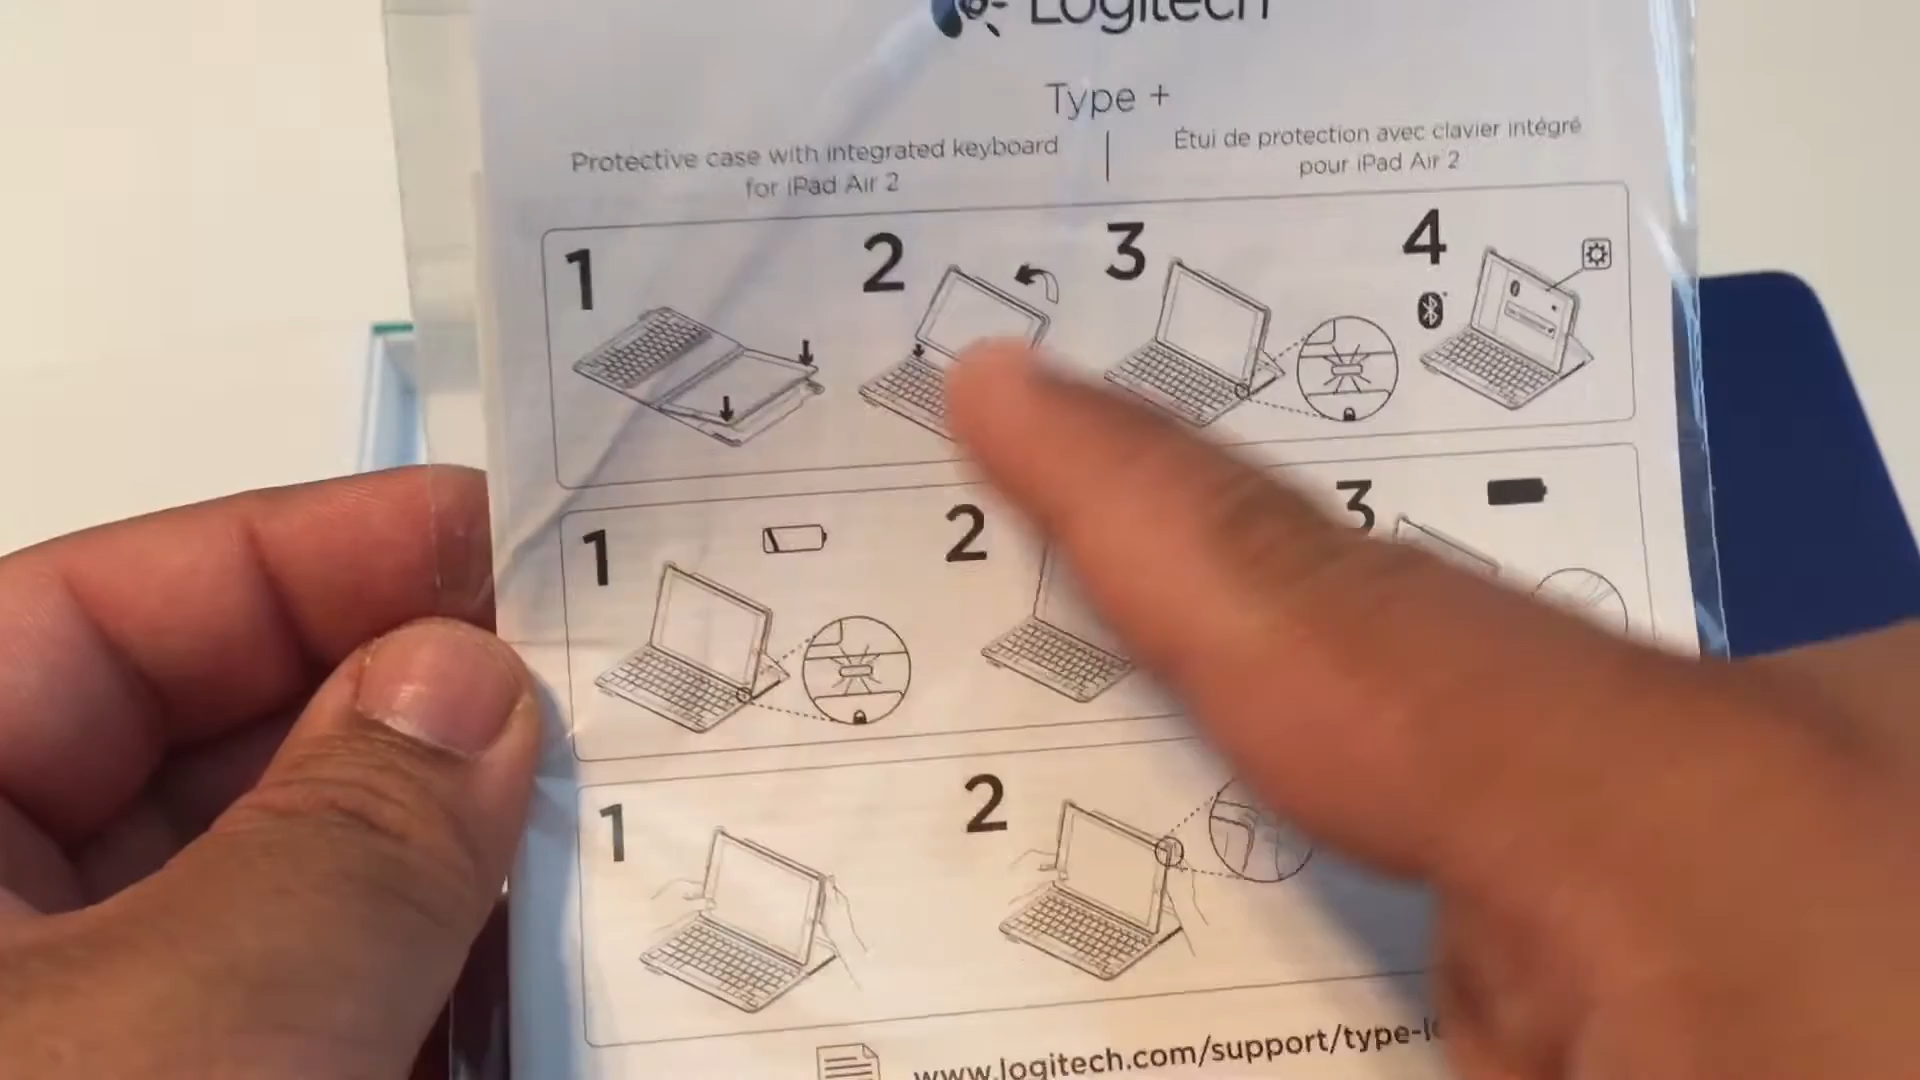 Logitech
Type +
Protective case with integrated keyboard
for iPad Air 2
Étui de protection avec clavier intégré
pour iPad Air 2
1
2
3
4
1
2
3
1
2
www.logitech.com/support/type-